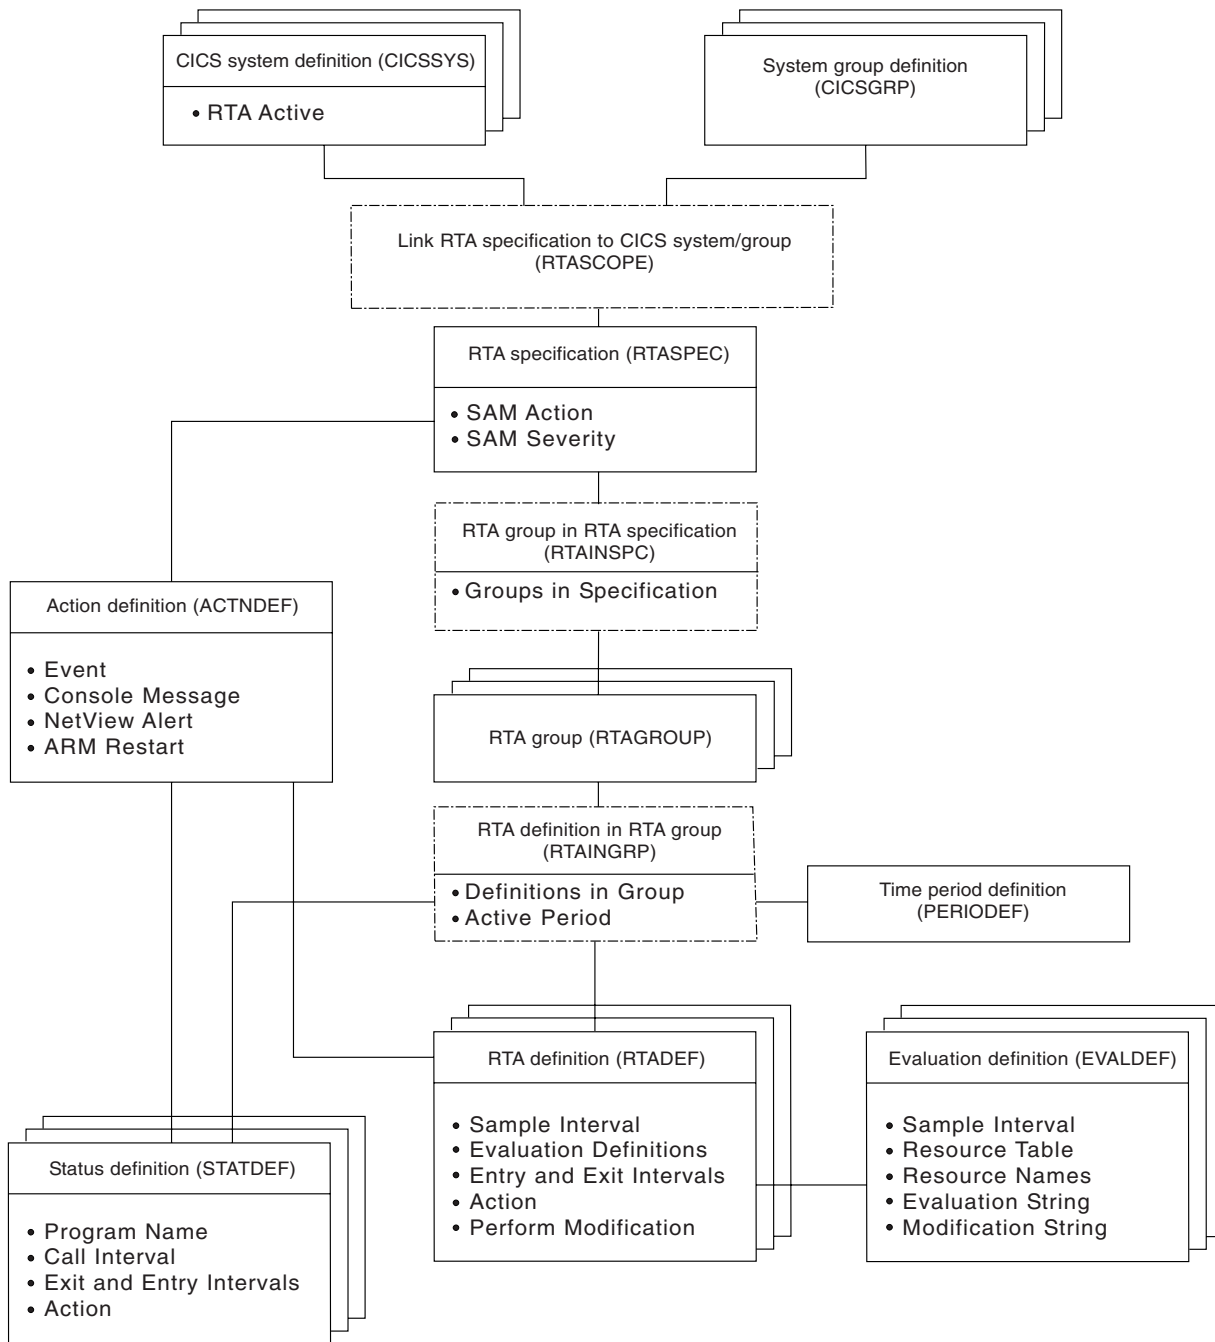 CICS system definition (CICSSYS)
• RTA Active
System group definition
(CICSGRP)
Link RTA specification to CICS system/group
(RTASCOPE)
RTA specification (RTASPEC)
• SAM Action
• SAM Severity
RTA group in RTA specification
(RTAINSPC)
• Groups in Specification
Action definition (ACTNDEF)
• Event
• Console Message
• NetView Alert
• ARM Restart
RTA group (RTAGROUP)
RTA definition in RTA group
(RTAINGRP)
• Definitions in Group
• Active Period
Time period definition
(PERIODEF)
RTA definition (RTADEF)
• Sample Interval
• Evaluation Definitions
• Entry and Exit Intervals
• Action
• Perform Modification
Evaluation definition (EVALDEF)
• Sample Interval
• Resource Table
• Resource Names
• Evaluation String
• Modification String
Status definition (STATDEF)
• Program Name
• Call Interval
• Exit and Entry Intervals
• Action